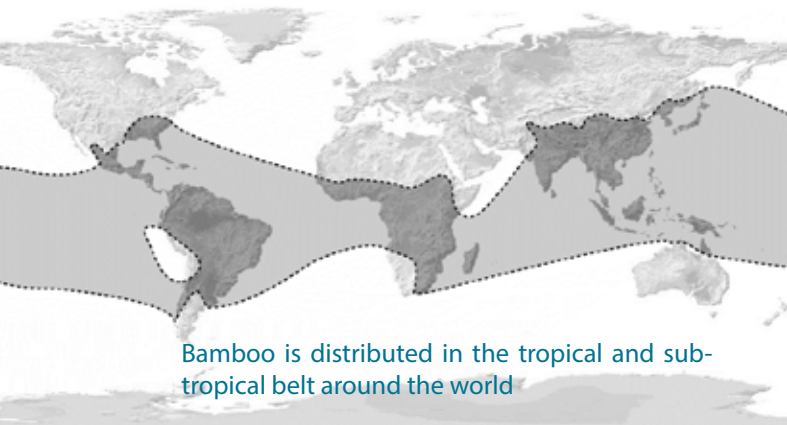 Bamboo is distributed in the tropical and sub-
tropical belt around the world